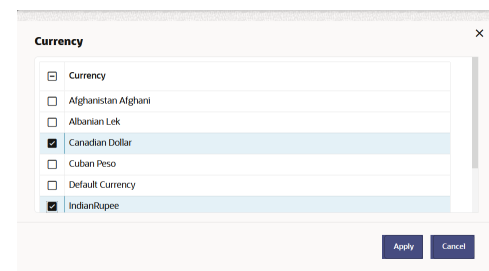 Currency
Currency
Afghanistan Afghani
Albanian Lek
Canadian Dollar
Cuban Peso
Default Currency
IndianRupee
Apply Cancel